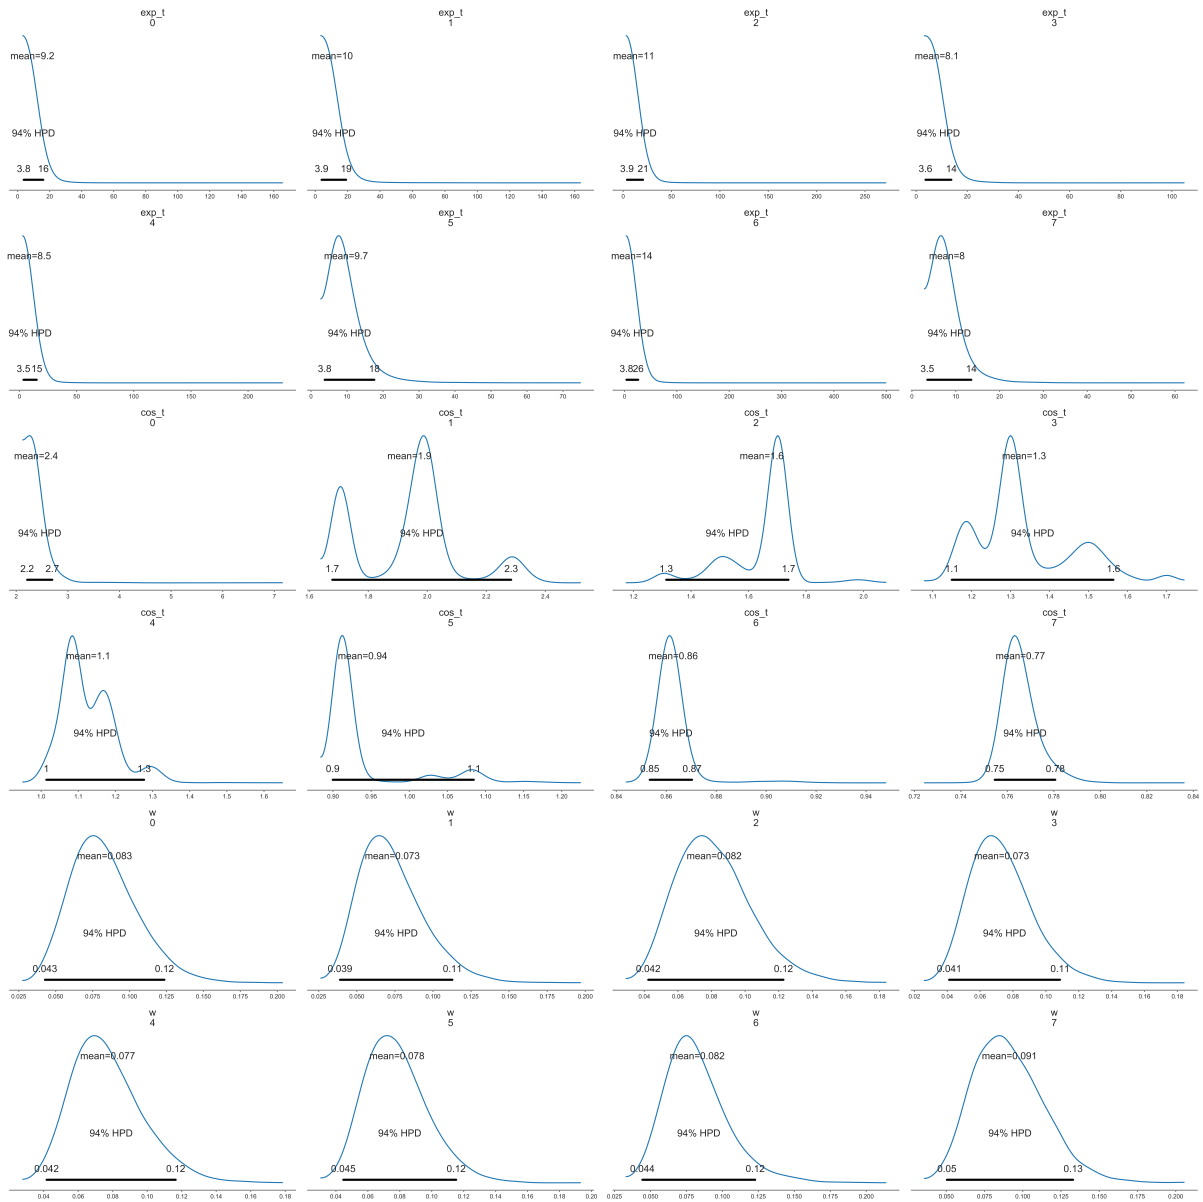 exp_t exp_t exp_t exp_t
0 1 2 3
mean=9.2 mean=10 mean=11 mean=8.1
94% HPD 94% HPD 94% HPD 94% HPD
3.8 16 3.9 19 3.9 21 3.6 14
0 20 40 60 80 100 120 140 160 0 20 40 60 80 100 120 140 160 0 50 100 150 200 250 0 20 40 60 80 100
exp_t exp_t exp_t exp_t
4 5 6 7
mean=8.5 mean=9.7 mean=14 mean=8
94% HPD 94% HPD 94% HPD 94% HPD
3.5 15 3.8 18 3.8 26 3.5 14
0 50 100 150 200 0 10 20 30 40 50 60 70 0 100 200 300 400 500 0 10 20 30 40 50 60
cos_t cos_t cos_t cos_t
0 1 2 3
mean=2.4 mean=1.9 mean=1.6 mean=1.3
94% HPD 94% HPD 94% HPD 94% HPD
2.2 2.7 1.7 2.3 1.3 1.7 1.1 1.6
2 3 4 5 6 7 1.6 1.8 2.0 2.2 2.4 1.2 1.4 1.6 1.8 2.0 1.1 1.2 1.3 1.4 1.5 1.6 1.7
cos_t cos_t cos_t cos_t
4 5 6 7
mean=1.1 mean=0.94 mean=0.86 mean=0.77
94% HPD 94% HPD 94% HPD 94% HPD
1 1.3 0.9 1.1 0.85 0.87 0.75 0.78
1.0 1.1 1.2 1.3 1.4 1.5 1.6 0.90 0.95 1.00 1.05 1.10 1.15 1.20 0.84 0.86 0.88 0.90 0.92 0.94 0.72 0.74 0.76 0.78 0.80 0.82 0.84
w w w w
0 1 2 3
mean=0.083 mean=0.073 mean=0.082 mean=0.073
94% HPD 94% HPD 94% HPD 94% HPD
0.043 0.12 0.039 0.11 0.042 0.12 0.041 0.11
0.025 0.050 0.075 0.100 0.125 0.150 0.175 0.200 0.025 0.050 0.075 0.100 0.125 0.150 0.175 0.200 0.04 0.06 0.08 0.10 0.12 0.14 0.16 0.18 0.02 0.04 0.06 0.08 0.10 0.12 0.14 0.16 0.18
w w w w
4 5 6 7
mean=0.077 mean=0.078 mean=0.082 mean=0.091
94% HPD 94% HPD 94% HPD 94% HPD
0.042 0.12 0.045 0.12 0.044 0.12 0.05 0.13
0.04 0.06 0.08 0.10 0.12 0.14 0.16 0.18 0.04 0.06 0.08 0.10 0.12 0.14 0.16 0.18 0.20 0.025 0.050 0.075 0.100 0.125 0.150 0.175 0.200 0.050 0.075 0.100 0.125 0.150 0.175 0.200